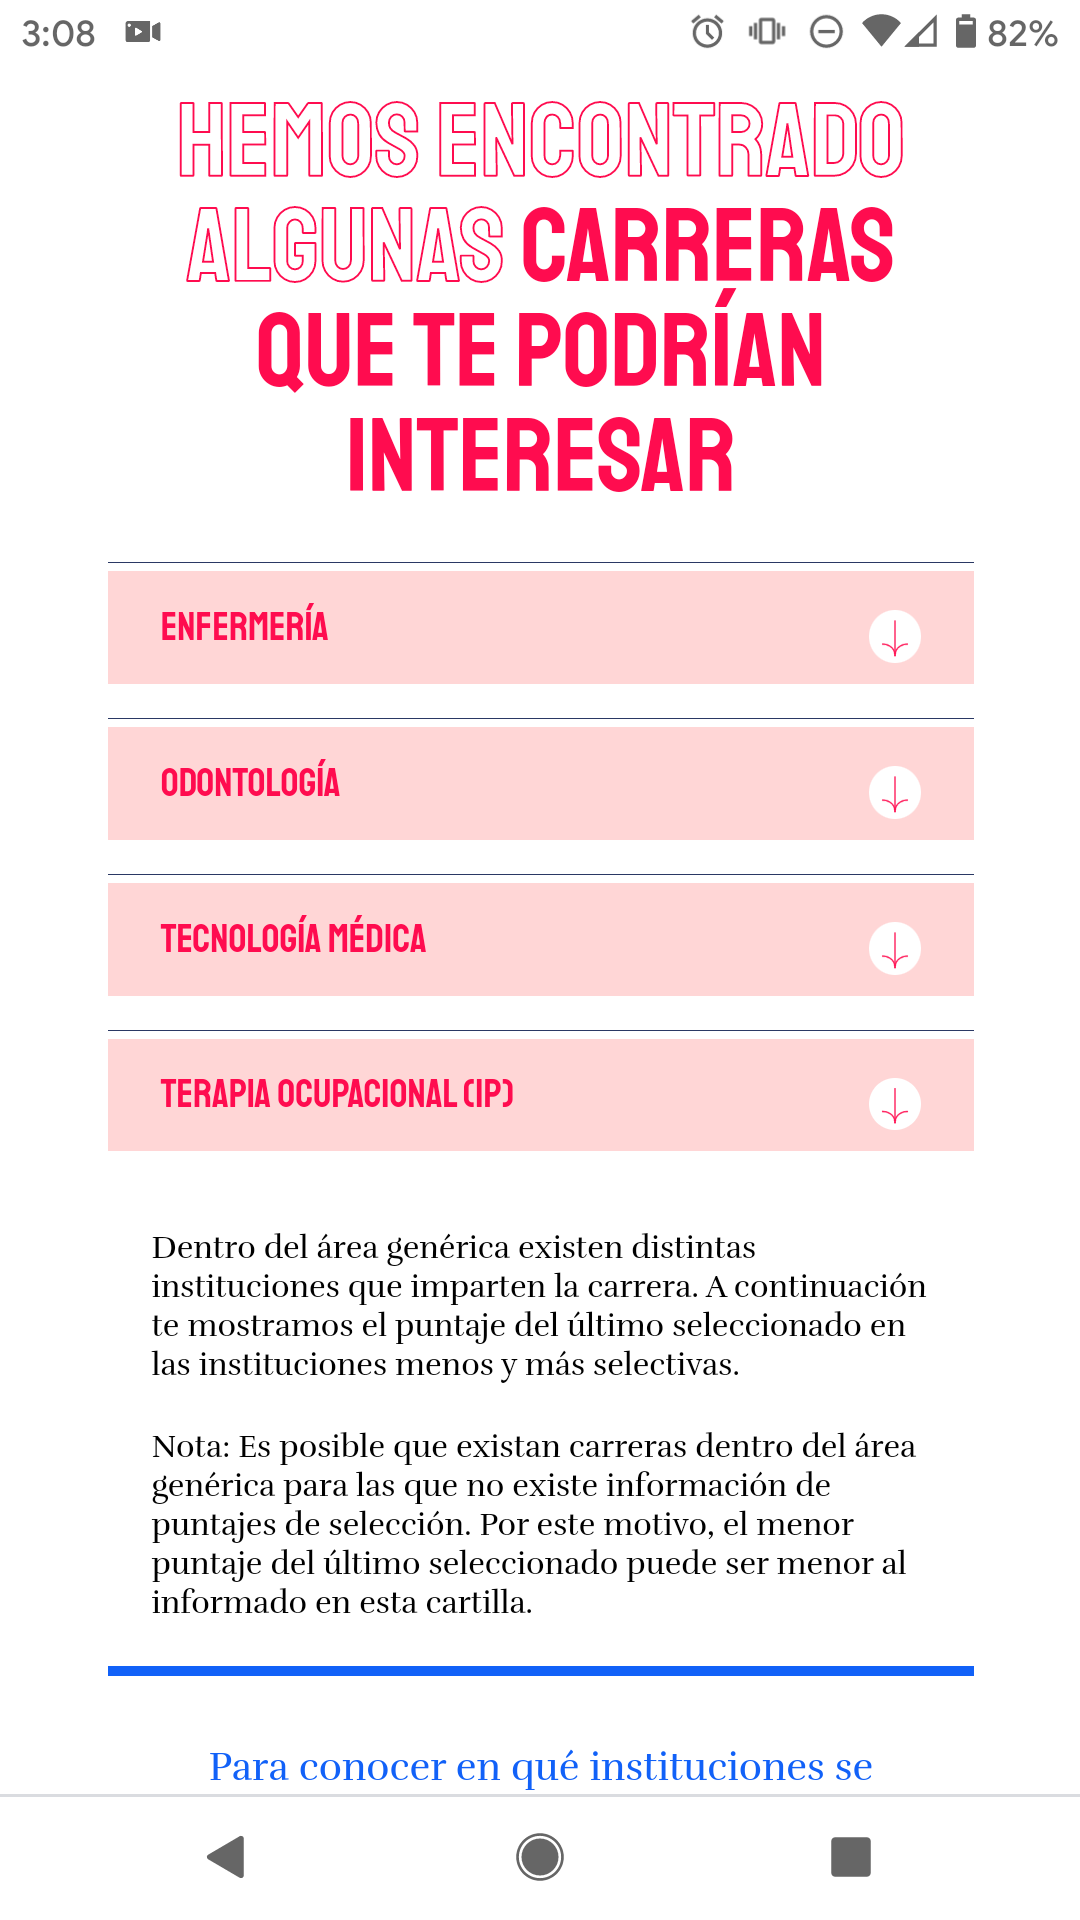 3:08
82%
HEMOS ENCONTRADO
ALGUNAS CARRERAS
QUE TE PODRÍAN
INTERESAR
ENFERMERÍA
ODONTOLOGÍA
TECNOLOGÍA MÉDICA
TERAPIA OCUPACIONAL (IP)
Dentro del área genérica existen distintas
instituciones que imparten la carrera. A continuación
te mostramos el puntaje del último seleccionado en
las instituciones menos y más selectivas.
Nota: Es posible que existan carreras dentro del área
genérica para las que no existe información de
puntajes de selección. Por este motivo, el menor
puntaje del último seleccionado puede ser menor al
informado en esta cartilla.
Para conocer en qué instituciones se